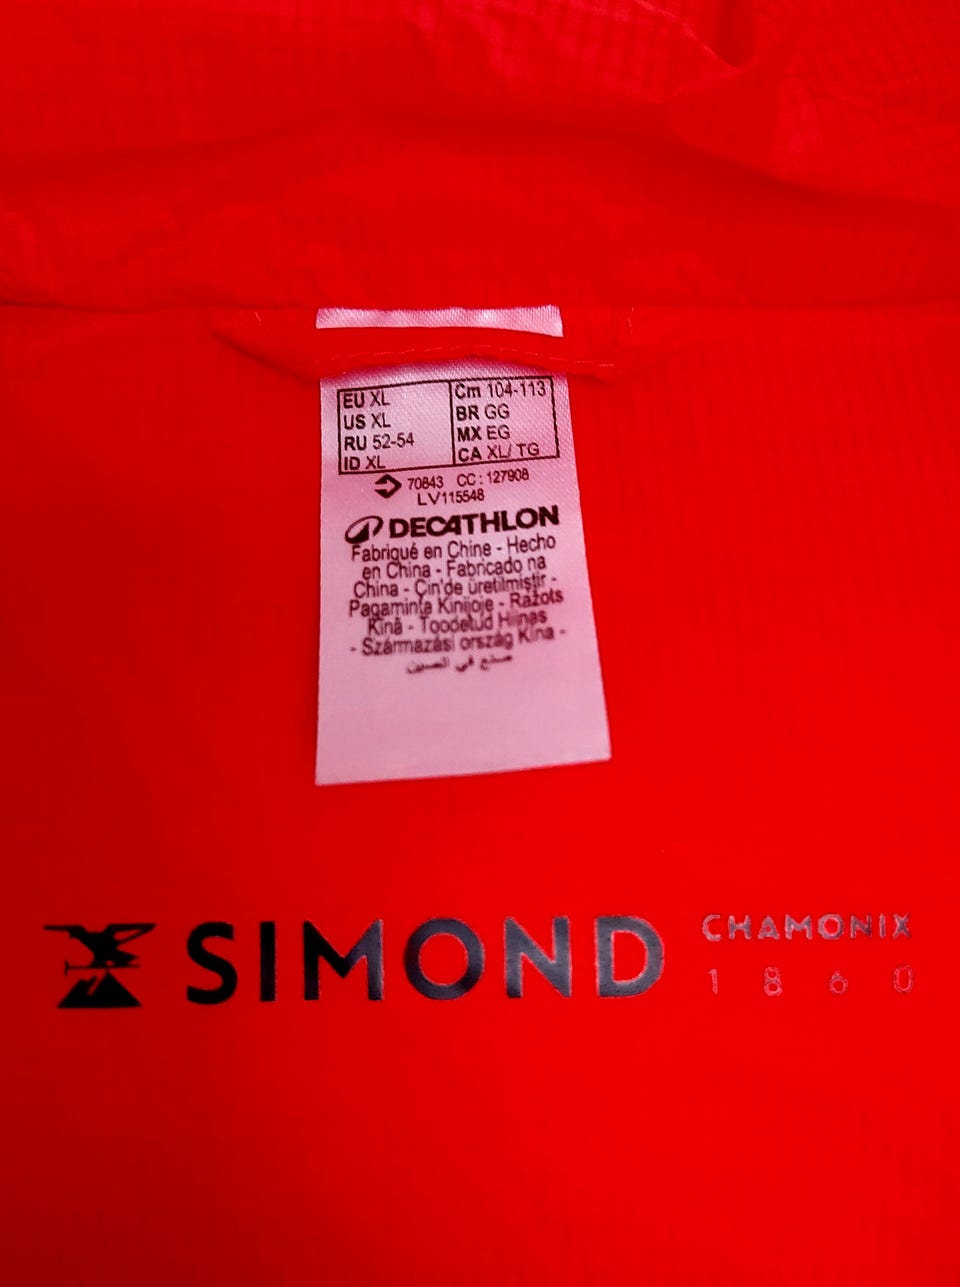 EU XL
US XL
RU 52-54
ID XL
Cm 104-113
BR GG
MX EG
CA XL/ TG
70843 CC : 127908
LV115548
DECATHLON
Fabriqué en Chine - Hecho
en China - Fabricado na
China - Çin'de üretilmiştir -
Pagaminta Kinijoje - Ražots
Kīnā - Toodetud Hiinas
- Származási ország Kína -
صنع في الصين
SIMOND
CHAMONIX
1860